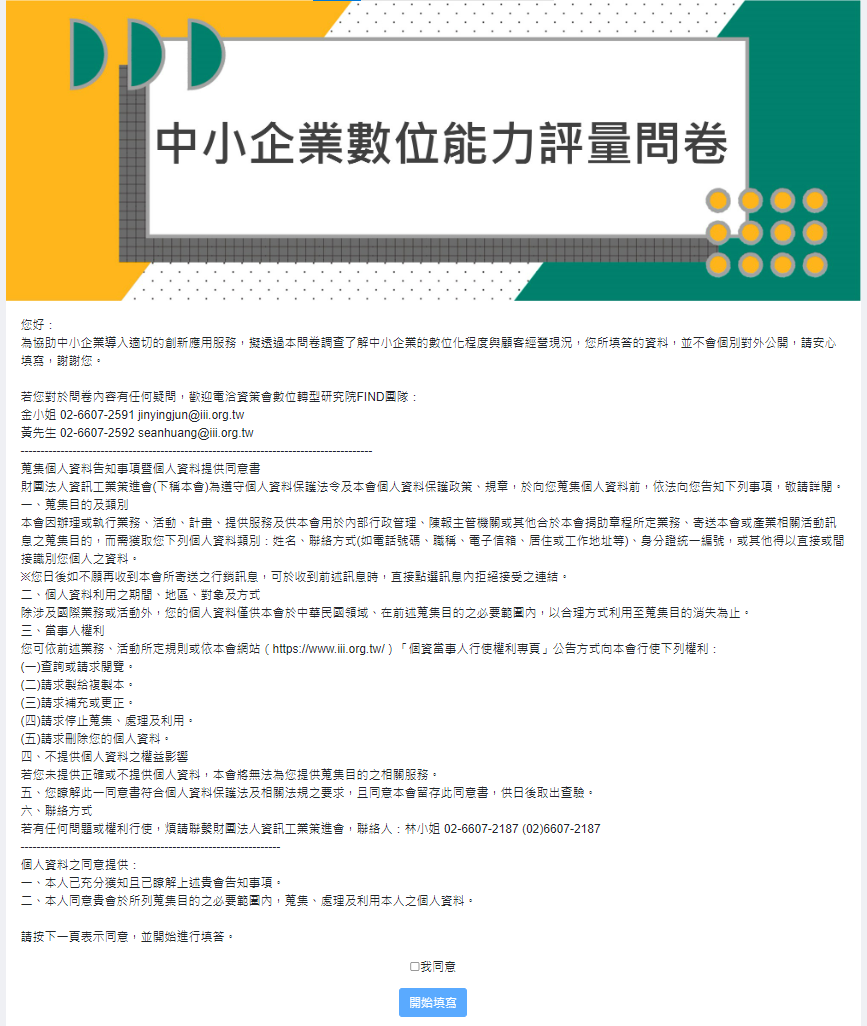 中小企業數位能力評量問卷
您好：
為協助中小企業導入適切的創新應用服務，擬透過本問卷調查了解中小企業的數位化程度與顧客經營現況，您所填答的資料，並不會個別對外公開，請安心
填寫，謝謝您。
若您對於問卷內容有任何疑問，歡迎電洽資策會數位轉型研究院FIND團隊：
金小姐 02-6607-2591 jinyingjun@iii.org.tw
黃先生 02-6607-2592 seanhuang@iii.org.tw
----------------------------------------------------------------------------------------
蒐集個人資料告知事項暨個人資料提供同意書
財團法人資訊工業策進會(下稱本會)為遵守個人資料保護法令及本會個人資料保護政策、規章，於向您蒐集個人資料前，依法向您告知下列事項，敬請詳閱。
一、蒐集目的及類別
本會因辦理或執行業務、活動、計畫、提供服務及供本會用於內部行政管理、陳報主管機關或其他合於本會捐助章程所定業務、寄送本會或產業相關活動訊
息之蒐集目的，而需獲取您下列個人資料類別：姓名、聯絡方式(如電話號碼、職稱、電子信箱、居住或工作地址等)、身分證統一編號，或其他得以直接或間
接識別您個人之資料。
※您日後如不願再收到本會所寄送之行銷訊息，可於收到前述訊息時，直接點選訊息內拒絕接受之連結。
二、個人資料利用之期間、地區、對象及方式
除涉及國際業務或活動外，您的個人資料僅供本會於中華民國領域、在前述蒐集目的之必要範圍內，以合理方式利用至蒐集目的消失為止。
三、當事人權利
您可依前述業務、活動所定規則或依本會網站（https://www.iii.org.tw/）「個資當事人行使權利專頁」公告方式向本會行使下列權利：
(一)查詢或請求閱覽。
(二)請求製給複製本。
(三)請求補充或更正。
(四)請求停止蒐集、處理及利用。
(五)請求刪除您的個人資料。
四、不提供個人資料之權益影響
若您未提供正確或不提供個人資料，本會將無法為您提供蒐集目的之相關服務。
五、您瞭解此一同意書符合個人資料保護法及相關法規之要求，且同意本會留存此同意書，供日後取出查驗。
六、聯絡方式
若有任何問題或權利行使，煩請聯繫財團法人資訊工業策進會，聯絡人：林小姐 02-6607-2187 (02)6607-2187
-----------------------------------------------------------------
個人資料之同意提供：
一、本人已充分獲知且已瞭解上述貴會告知事項。
二、本人同意貴會於所列蒐集目的之必要範圍內，蒐集、處理及利用本人之個人資料。
請按下一頁表示同意，並開始進行填答。
我同意
開始填寫